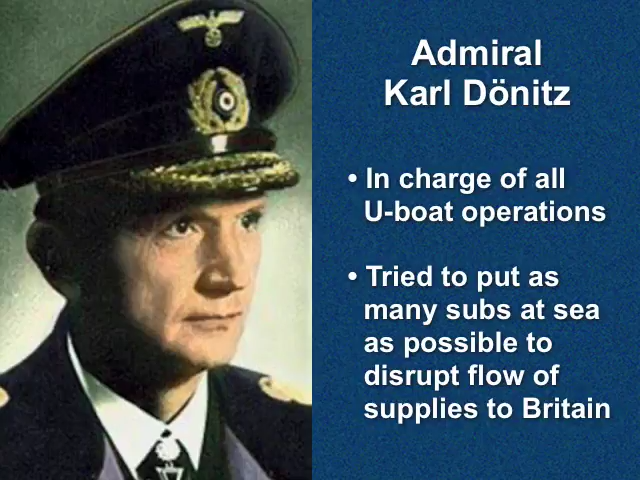 Admiral
Karl Dönitz
• In charge of all
U-boat operations
• Tried to put as
many subs at sea
as possible to
disrupt flow of
supplies to Britain